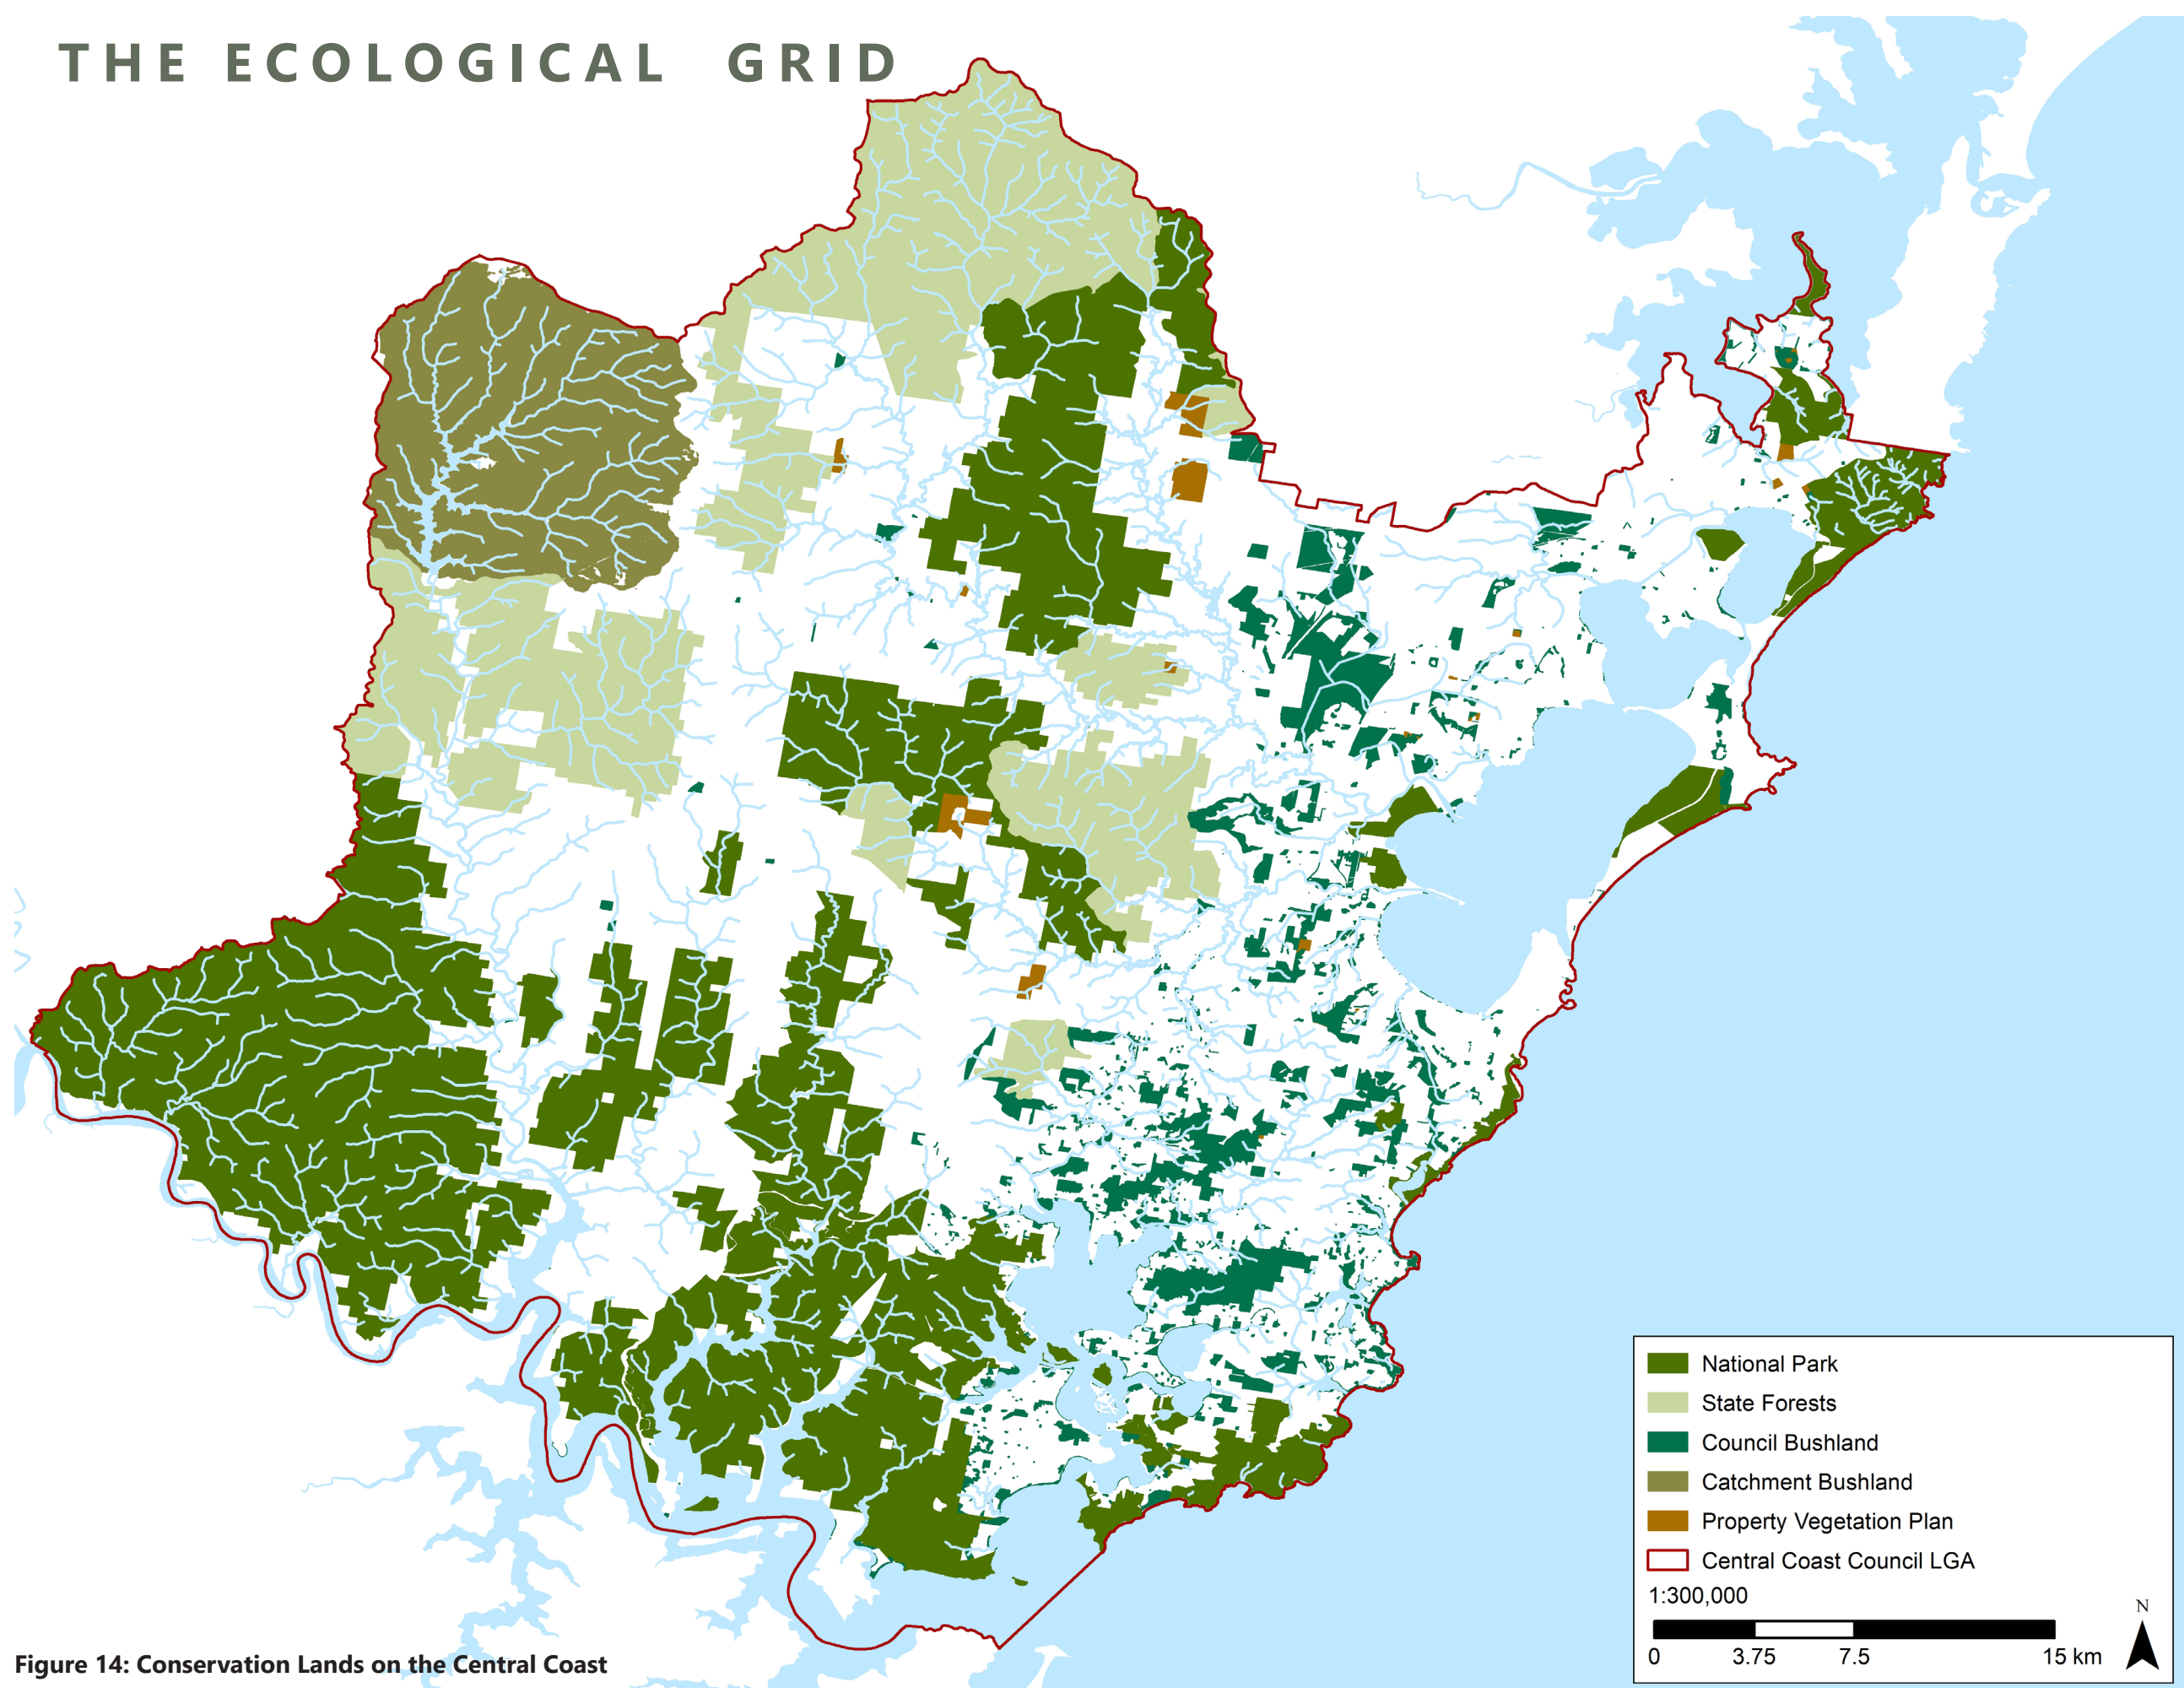 THE ECOLOGICAL GRID
National Park
State Forests
Council Bushland
Catchment Bushland
Property Vegetation Plan
Central Coast Council LGA
1:300,000
N
0 3.75 7.5 15 km
Figure 14: Conservation Lands on the Central Coast